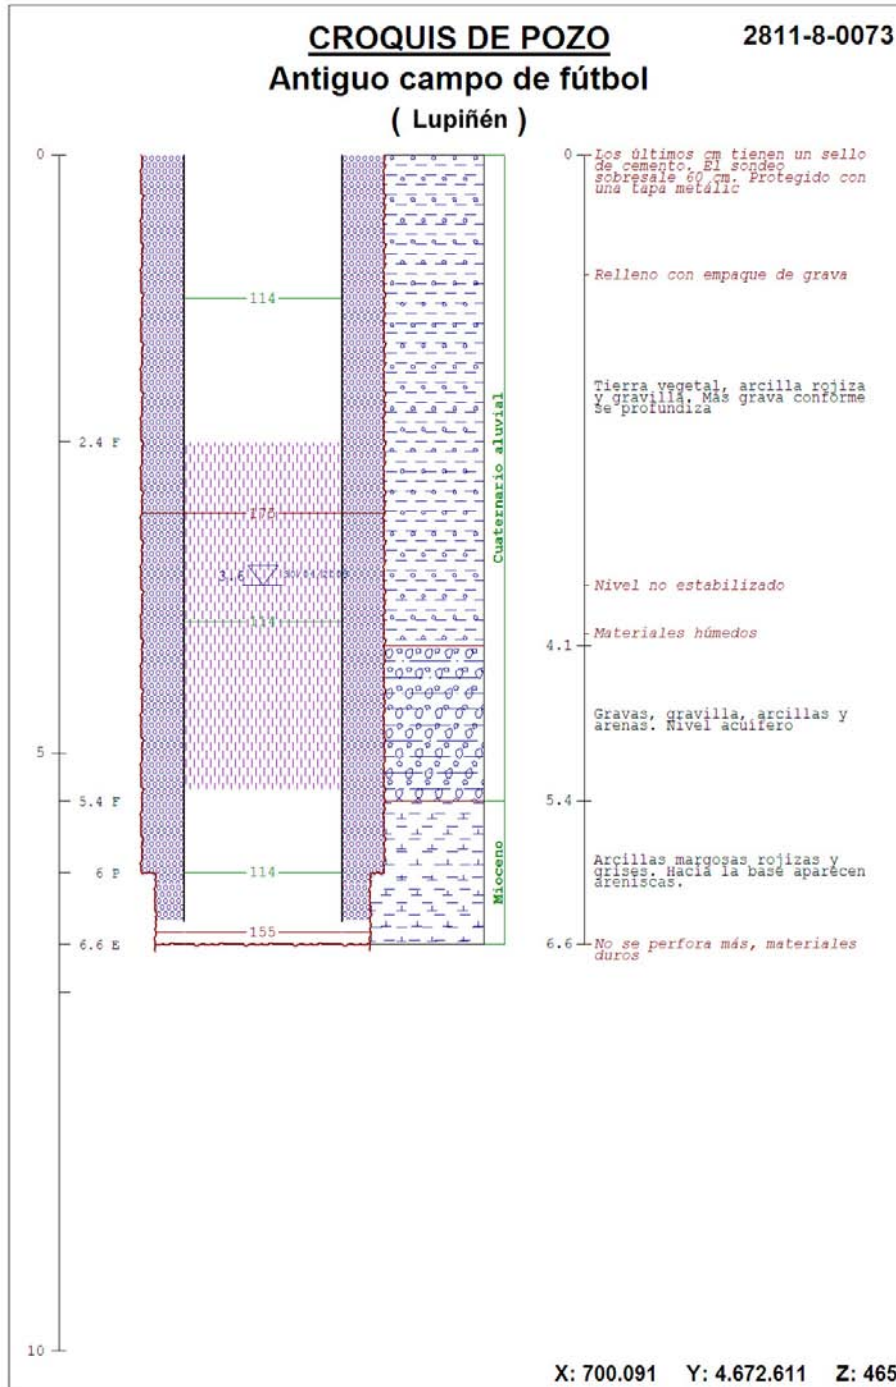 CROQUIS DE POZO
2811-8-0073
Antiguo campo de fútbol
( Lupiñén )
0
0
Los últimos cm tienen un sello
de cemento. El sondeo
sobresale 60 cm. Protegido con
una tapa metálic
Relleno con empaque de grava
114
Tierra vegetal, arcilla rojiza
y gravilla. Más grava conforme
se profundiza
2.4 F
Cuaternario aluvial
175
3.6
Nivel no estabilizado
114
Materiales húmedos
4.1
Gravas, gravilla, arcillas y
arenas. Nivel acuífero
5
5.4 F
5.4
Mioceno
Arcillas margosas rojizas y
grises. Hacia la base aparecen
areniscas.
6 P
114
155
6.6 E
6.6
No se perfora más, materiales
duros
10
X: 700.091 Y: 4.672.611 Z: 465